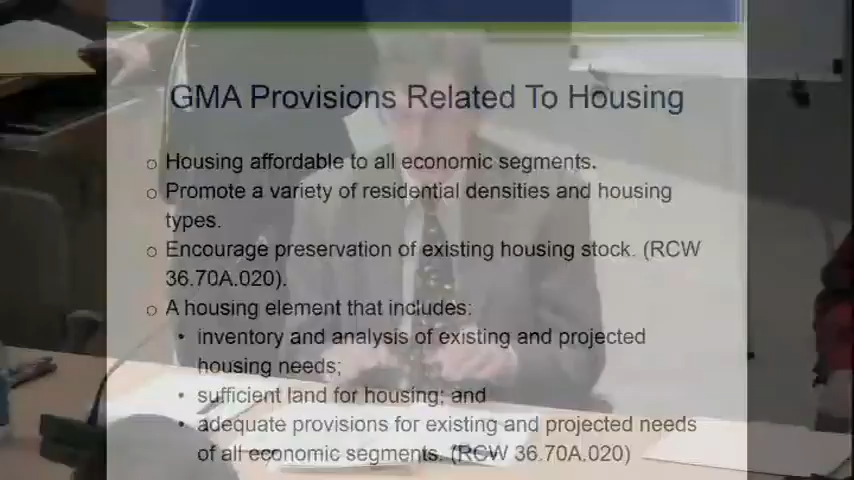 GMA Provisions Related To Housing
o Housing affordable to all economic segments.
o Promote a variety of residential densities and housing
types.
o Encourage preservation of existing housing stock. (RCW
36.70A.020).
o A housing element that includes:
• inventory and analysis of existing and projected
housing needs;
• sufficient land for housing; and
• adequate provisions for existing and projected needs
of all economic segments. (RCW 36.70A.020)